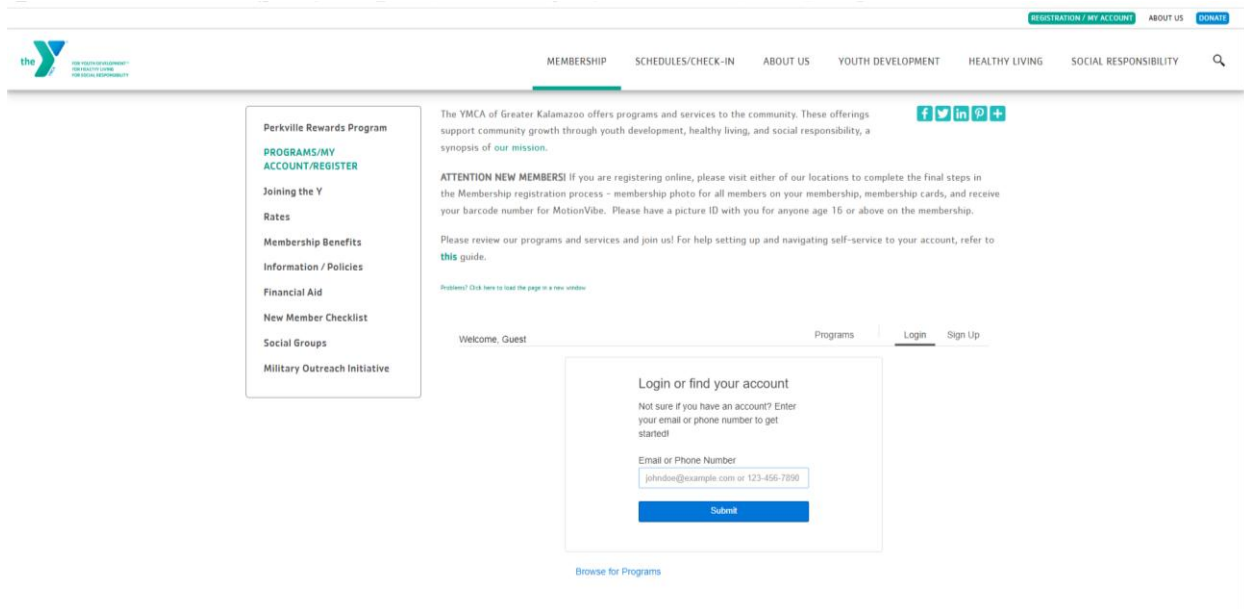 REGISTRATION / MY ACCOUNT ABOUT US DONATE
the Y
FOR YOUTH DEVELOPMENT
FOR HEALTHY LIVING
FOR SOCIAL RESPONSIBILITY
MEMBERSHIP SCHEDULES/CHECK-IN ABOUT US YOUTH DEVELOPMENT HEALTHY LIVING SOCIAL RESPONSIBILITY
Perkville Rewards Program
PROGRAMS/MY
ACCOUNT/REGISTER
Joining the Y
Rates
Membership Benefits
Information / Policies
Financial Aid
New Member Checklist
Social Groups
Military Outreach Initiative
The YMCA of Greater Kalamazoo offers programs and services to the community. These offerings
support community growth through youth development, healthy living, and social responsibility, a
synopsis of our mission.
ATTENTION NEW MEMBERS! If you are registering online, please visit either of our locations to complete the final steps in
the Membership registration process - membership photo for all members on your membership, membership cards, and receive
your barcode number for MotionVibe. Please have a picture ID with you for anyone age 16 or above on the membership.
Please review our programs and services and join us! For help setting up and navigating self-service to your account, refer to
this guide.
Problems? Click here to load the page in a new window
Welcome, Guest Programs Login Sign Up
Login or find your account
Not sure if you have an account? Enter
your email or phone number to get
started!
Email or Phone Number
johndoe@example.com or 123-456-7890
Submit
Browse for Programs